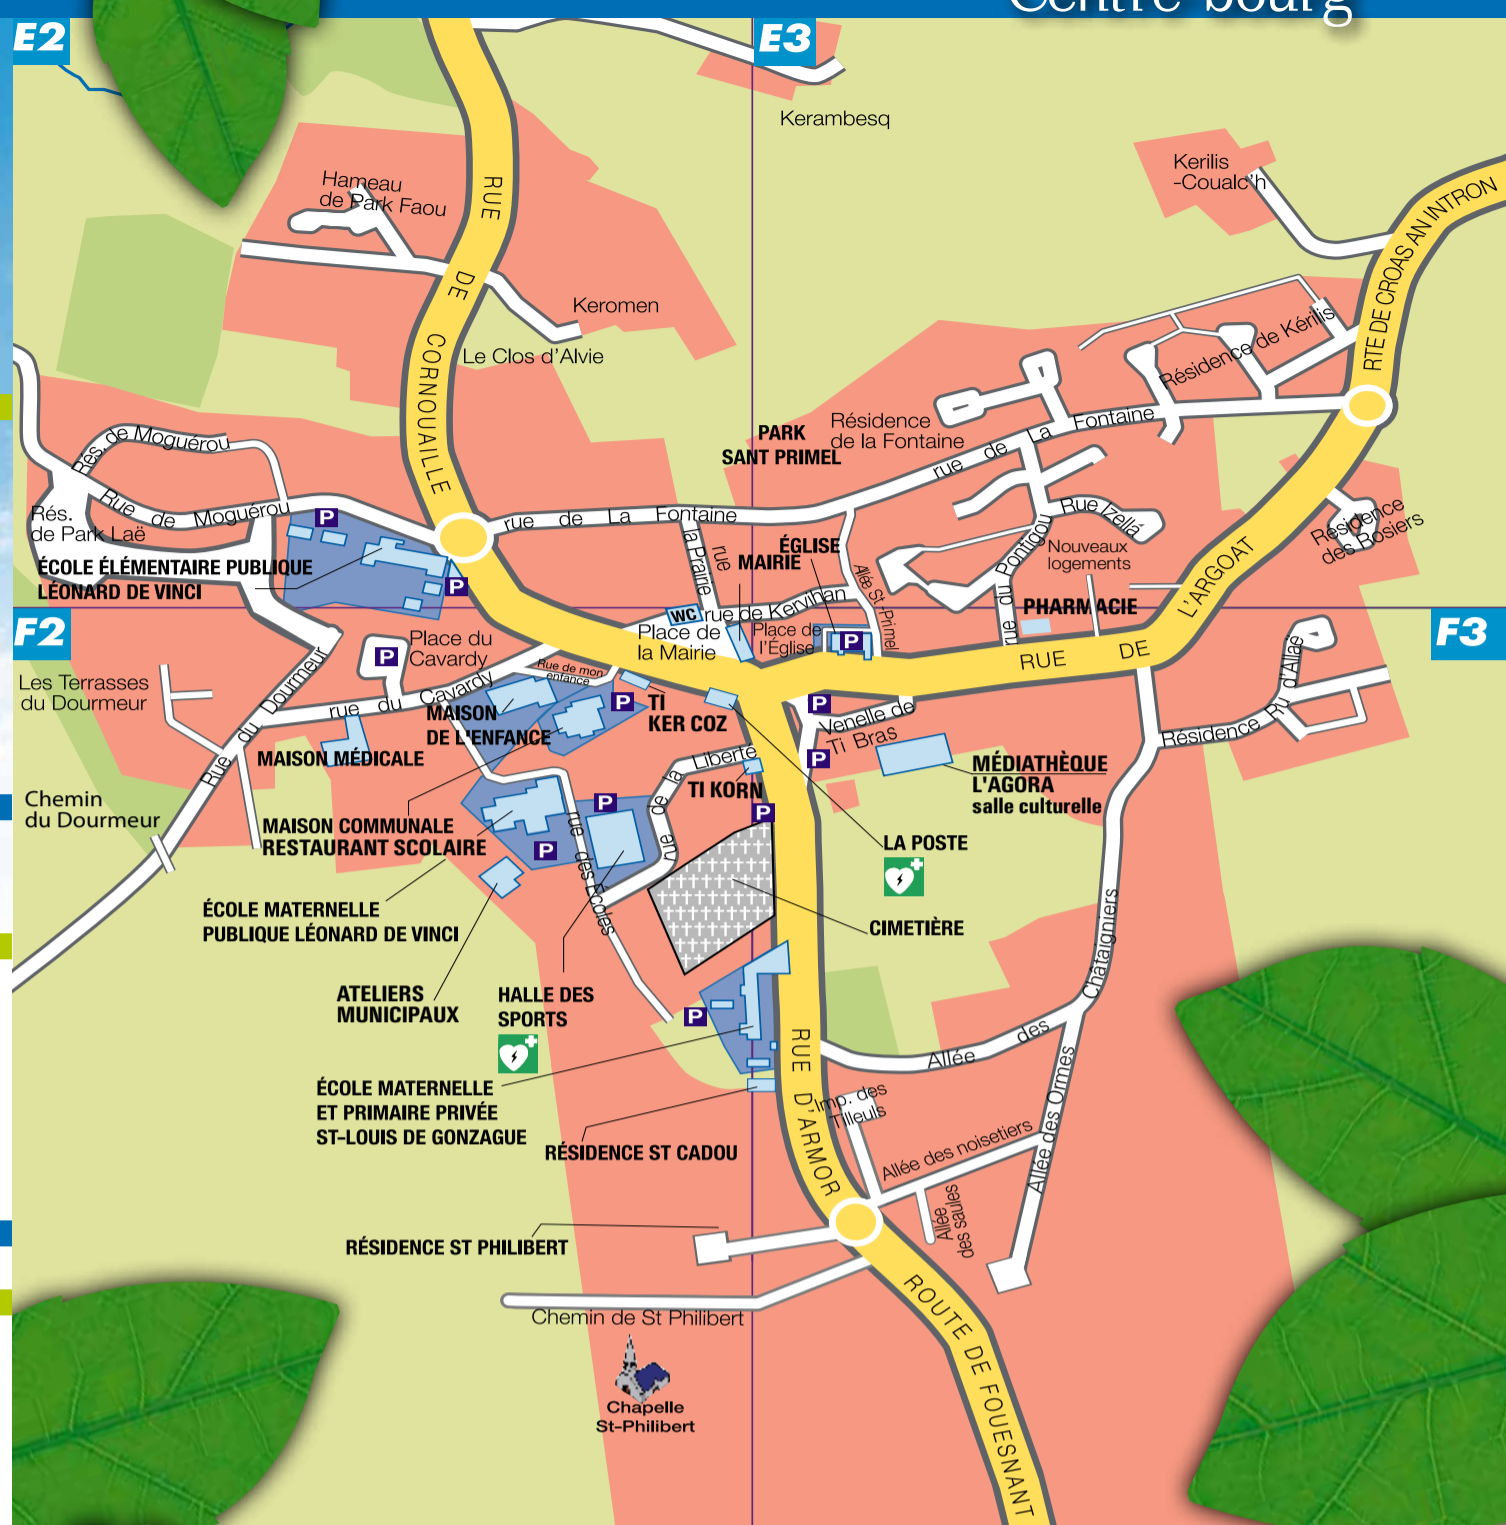 Centre-bourg
E2
E3
Kerambesq
Kerilis
-Coualc'h
Hameau
de Park Faou
RUE DE CORNOUAILLE
RTE DE CROAS AN INTRON
Keromen
Le Clos d'Alvie
Résidence de Kérilis
Résidence
de la Fontaine
PARK
SANT PRIMEL
rue de La Fontaine
Rés. de Moguérou
Rue de Moguérou
Rés.
de Park Laë
P
rue de La Fontaine
rue
la Prairie
ÉGLISE
MAIRIE
Allée St-Primel
Rue Izella
Nouveaux
logements
rue du Pontigou
Résidence
des Rosiers
ÉCOLE ÉLÉMENTAIRE PUBLIQUE
LÉONARD DE VINCI
P
PHARMACIE
RUE DE L'ARGOAT
F2
F3
WC
rue de Kervihan
Place de
la Mairie
Place de
l'Église
P
Place du
Cavardy
P
Rue de mon
enfance
Les Terrasses
du Dourmeur
Rue du Dourmeur
rue du Cavardy
MAISON
DE L'ENFANCE
P
TI
KER COZ
P
Venelle de
Ti Bras
P
Résidence Ru d'Allaë
MAISON MÉDICALE
rue de la Liberté
TI KORN
MÉDIATHÈQUE
L'AGORA
salle culturelle
Chemin
du Dourmeur
P
P
MAISON COMMUNALE
RESTAURANT SCOLAIRE
P
rue des Écoles
LA POSTE
ÉCOLE MATERNELLE
PUBLIQUE LÉONARD DE VINCI
CIMETIÈRE
ATELIERS
MUNICIPAUX
HALLE DES
SPORTS
P
Allée des Châtaigniers
RUE D'ARMOR
Allée des Ormes
ÉCOLE MATERNELLE
ET PRIMAIRE PRIVÉE
ST-LOUIS DE GONZAGUE
Imp. des
Tilleuls
RÉSIDENCE ST CADOU
Allée des noisetiers
Allée
des saules
RÉSIDENCE ST PHILIBERT
ROUTE DE FOUESNANT
Chemin de St Philibert
Chapelle
St-Philibert